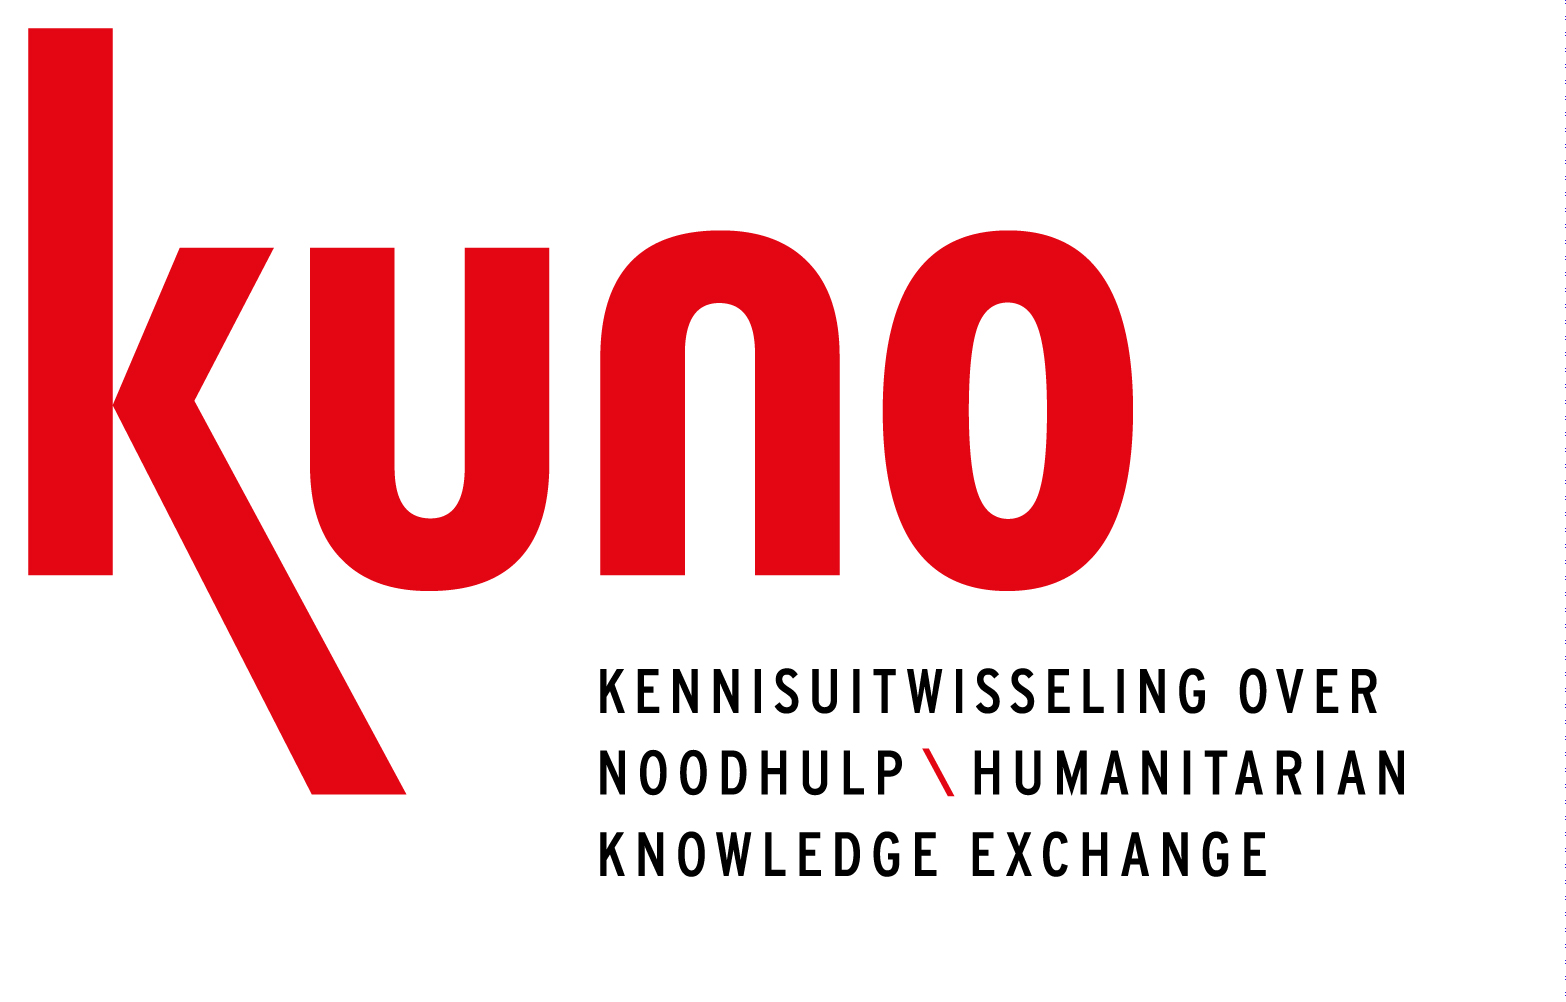 kuno
KENNISUITWISSELING OVER
NOODHULP \ HUMANITARIAN
KNOWLEDGE EXCHANGE